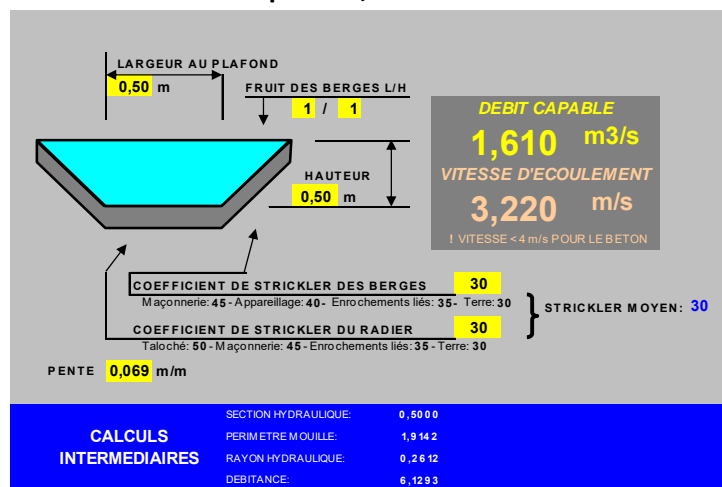 LARGEUR AU PLAFOND
0,50 m
FRUIT DES BERGES L/H
1 / 1
DEBIT CAPABLE
1,610 m3/s
VITESSE D'ECOULEMENT
3,220 m/s
! VITESSE < 4 m/s POUR LE BETON
HAUTEUR
0,50 m
COEFFICIENT DE STRICKLER DES BERGES 30
Maçonnerie: 45 - Appareillage: 40 - Enrochements liés: 35 - Terre: 30
STRICKLER MOYEN: 30
COEFFICIENT DE STRICKLER DU RADIER 30
Taloché: 50 - Maçonnerie: 45 - Enrochements liés: 35 - Terre: 30
PENTE 0,069 m/m
CALCULS INTERMEDIAIRES
SECTION HYDRAULIQUE: 0,5000
PERIMETRE MOUILLE: 1,9142
RAYON HYDRAULIQUE: 0,2612
DEBITANCE: 6,1293